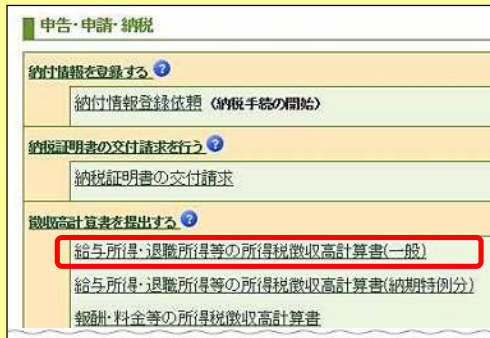 申告・申請・納税
納付情報を登録する ?
納付情報登録依頼 (納税手続の開始)
納税証明書の交付請求を行う ?
納税証明書の交付請求
徴収高計算書を提出する ?
給与所得・退職所得等の所得税徴収高計算書(一般)
給与所得・退職所得等の所得税徴収高計算書(納期特例分)
報酬・料金等の所得税徴収高計算書